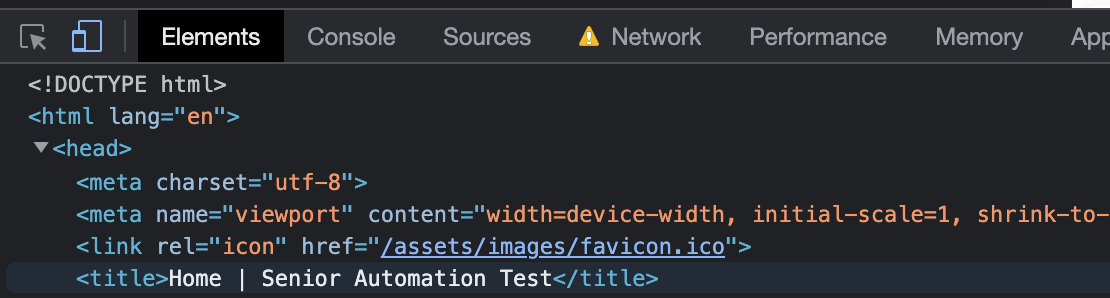 Elements Console Sources Network Performance Memory App
<!DOCTYPE html>
<html lang="en">
<head>
<meta charset="utf-8">
<meta name="viewport" content="width=device-width, initial-scale=1, shrink-to-
<link rel="icon" href="/assets/images/favicon.ico">
<title>Home | Senior Automation Test</title>